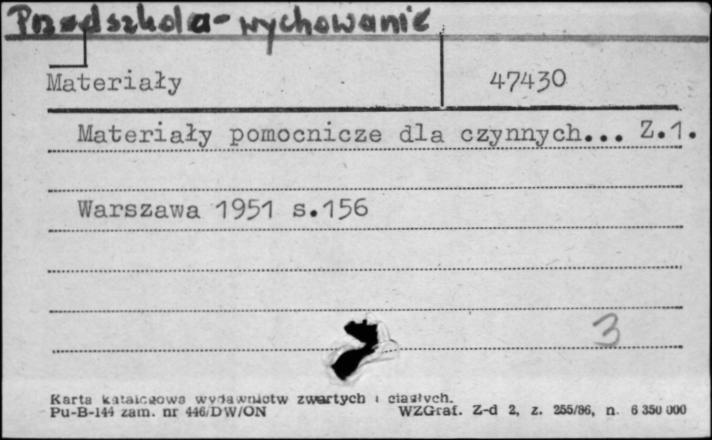 Przedszkola - wychowanie
Materiały 47430
Materiały pomocnicze dla czynnych... Z.1.
Warszawa 1951 s.156
3
Karta katalogowa wydawnictw zwartych i ciągłych.
Pu-B-144 zam. nr 446/DW/ON WZGraf. Z-d 2, z. 255/86, n. 6 350 000